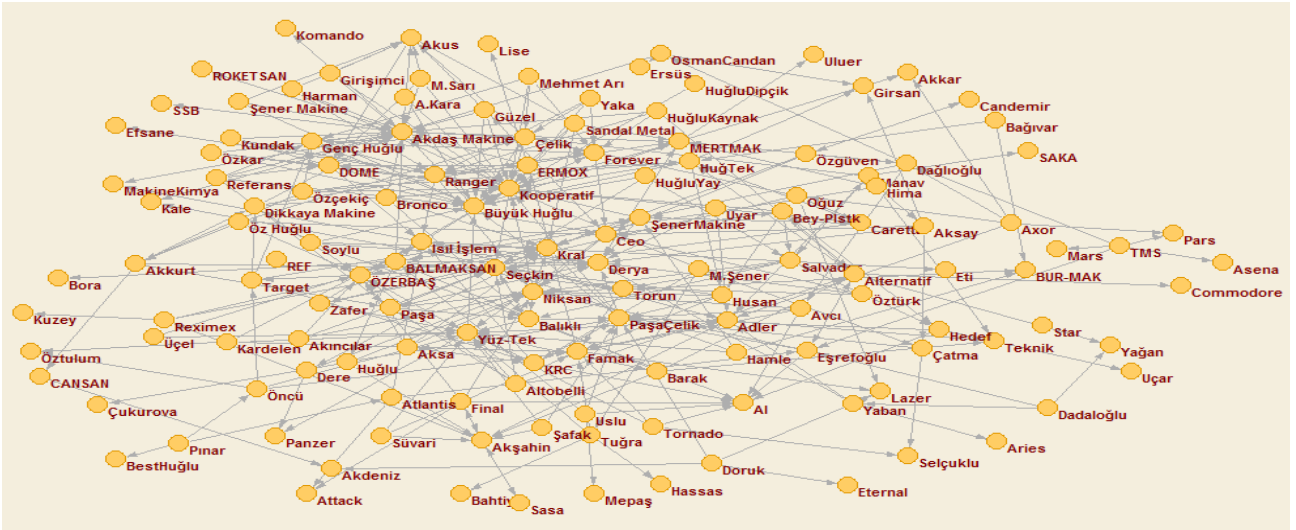 Komando
Akus
Lise
OsmanCandan
Uluer
ROKETSAN
Girişimci
M.Sarı
Mehmet Arı
Ersüs
HuğluDipçik
Girsan
Akkar
SSB
Harman
Şener Makine
A.Kara
Güzel
Yaka
HuğluKaynak
Candemir
Bağıvar
Efsane
Kundak
Genç Huğlu
Akdaş Makine
Çelik
Sandal Metal
MERTMAK
SAKA
Özkar
DOME
Ranger
ERMOX
Forever
HuğTek
Özgüven
Dağlıoğlu
MakineKimya
Referans
Özçekiç
Bronco
Kooperatif
HuğluYay
Manav
Hima
Kale
Dikkaya Makine
Büyük Huğlu
ŞenerMakine
Uyar
Oğuz
Bey-Plstk
Öz Huğlu
Soylu
Isıl İşlem
Kral
Ceo
Caretta
Aksay
Axor
Pars
Mars
TMS
Asena
Akkurt
REF
BALMAKSAN
Seçkin
Derya
M.Şener
Salvador
Bora
Target
ÖZERBAŞ
Niksan
Torun
Husan
Alternatif
Eti
BUR-MAK
Commodore
Öztürk
Kuzey
Reximex
Zafer
Paşa
Balıklı
PaşaÇelik
Adler
Avcı
Hedef
Star
Üçel
Kardelen
Akıncılar
Yüz-Tek
Öztulum
Huğlu
Aksa
KRC
Famak
Hamle
Eşrefoğlu
Çatma
Teknik
Yağan
CANSAN
Öncü
Dere
Altobelli
Barak
Uçar
Çukurova
Atlantis
Final
Al
Lazer
Yaban
Dadaloğlu
Pınar
Panzer
Süvari
Akşahin
Şafak
Uslu
Tuğra
Tornado
Selçuklu
Aries
BestHuğlu
Akdeniz
Doruk
Attack
Sasa
Mepaş
Hassas
Eternal